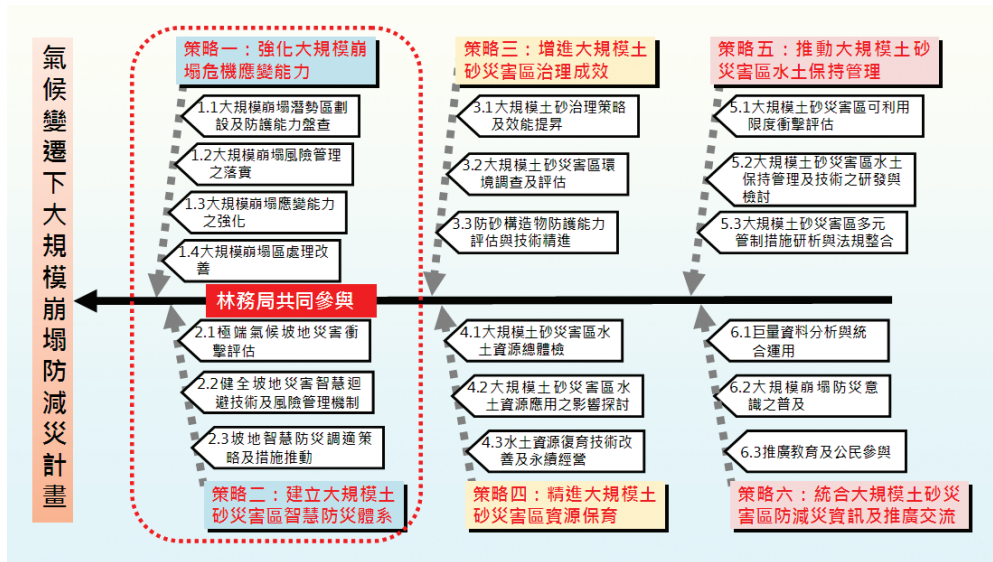 氣候變遷下大規模崩塌防減災計畫
策略一：強化大規模崩
塌危機應變能力
1.1大規模崩塌潛勢區劃
設及防護能力盤查
1.2大規模崩塌風險管理
之落實
1.3大規模崩塌應變能力
之強化
1.4大規模崩塌區處理改
善
策略三：增進大規模土
砂災害區治理成效
3.1大規模土砂治理策略
及效能提昇
3.2大規模土砂災害區環
境調查及評估
3.3防砂構造物防護能力
評估與技術精進
策略五：推動大規模土砂
災害區水土保持管理
5.1大規模土砂災害區可利用
限度衝擊評估
5.2大規模土砂災害區水土
保持管理及技術之研發與
檢討
5.3大規模土砂災害區多元
管制措施研析與法規整合
林務局共同參與
2.1極端氣候坡地災害衝
擊評估
2.2健全坡地災害智慧迴
避技術及風險管理機制
2.3坡地智慧防災調適策
略及措施推動
策略二：建立大規模土
砂災害區智慧防災體系
4.1大規模土砂災害區水
土資源總體檢
4.2大規模土砂災害區水
土資源應用之影響探討
4.3水土資源復育技術改
善及永續經營
策略四：精進大規模土
砂災害區資源保育
6.1巨量資料分析與統
合運用
6.2大規模崩塌防災意
識之普及
6.3推廣教育及公民參與
策略六：統合大規模土砂災
害區防減災資訊及推廣交流